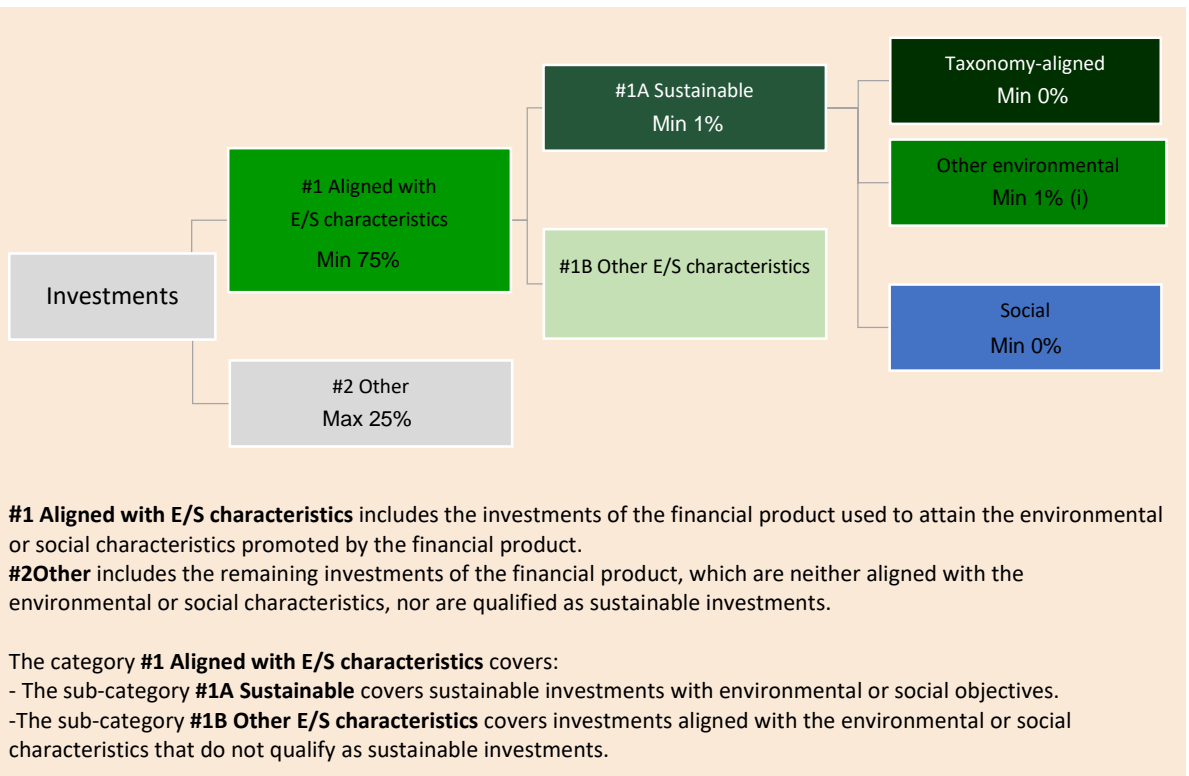 Investments
#1 Aligned with
E/S characteristics
Min 75%
#2 Other
Max 25%
#1A Sustainable
Min 1%
#1B Other E/S characteristics
Taxonomy-aligned
Min 0%
Other environmental
Min 1% (i)
Social
Min 0%
#1 Aligned with E/S characteristics includes the investments of the financial product used to attain the environmental
or social characteristics promoted by the financial product.
#2Other includes the remaining investments of the financial product, which are neither aligned with the
environmental or social characteristics, nor are qualified as sustainable investments.
The category #1 Aligned with E/S characteristics covers:
- The sub-category #1A Sustainable covers sustainable investments with environmental or social objectives.
-The sub-category #1B Other E/S characteristics covers investments aligned with the environmental or social
characteristics that do not qualify as sustainable investments.